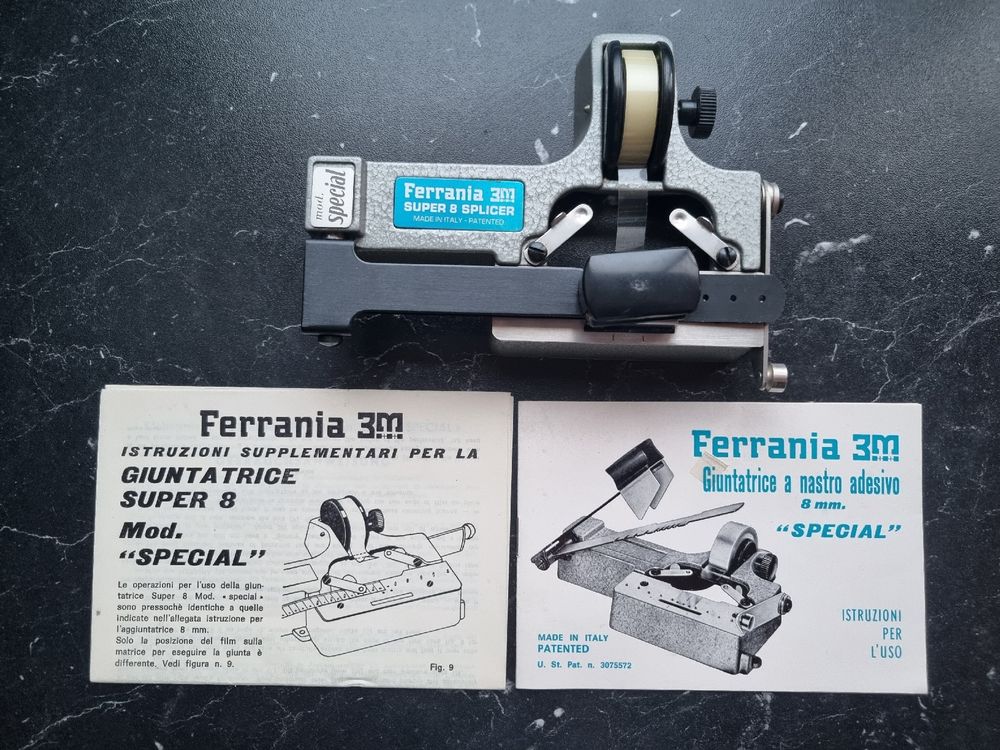 mod.
special
Ferrania 3M
SUPER 8 SPLICER
MADE IN ITALY - PATENTED
Ferrania 3M
ISTRUZIONI SUPPLEMENTARI PER LA
GIUNTATRICE
SUPER 8
Mod.
“SPECIAL”
Le operazioni per l'uso della giun-
tatrice Super 8 Mod. « special »
sono pressochè identiche a quelle
indicate nell'allegata istruzione per
l'aggiuntatrice 8 mm.
Solo la posizione del film sulla
matrice per eseguire la giunta è
differente. Vedi figura n. 9.
Fig. 9
Ferrania 3M
Giuntatrice a nastro adesivo
8 mm.
“SPECIAL”
ISTRUZIONI
PER
L'USO
MADE IN ITALY
PATENTED
U. St. Pat. n. 3075572